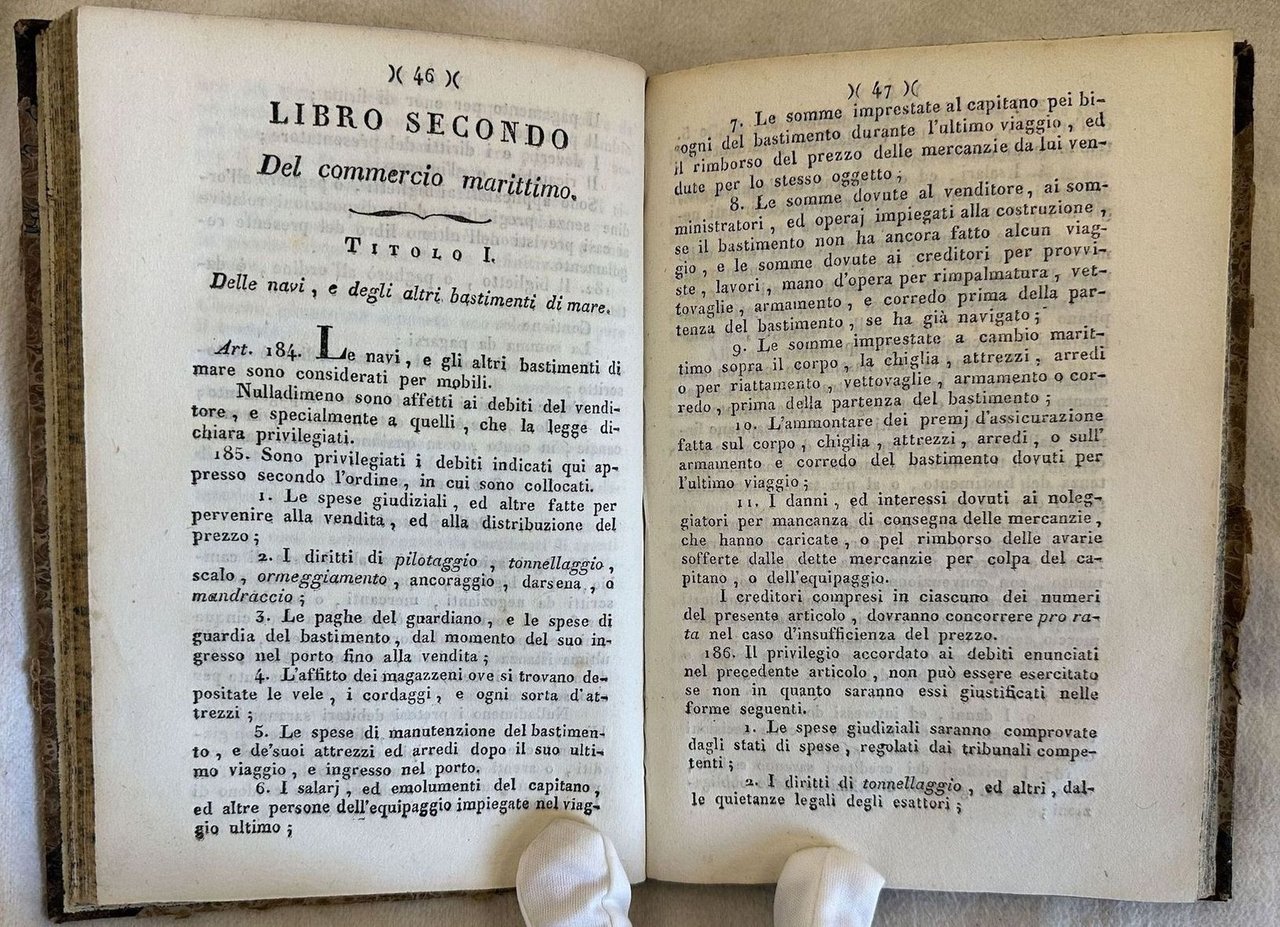 )( 46 )(
LIBRO SECONDO
Del commercio marittimo.
TITOLO I.
Delle navi, e degli altri bastimenti di mare.
Art. 184. Le navi, e gli altri bastimenti di
mare sono considerati per mobili.
Nulladimeno sono affetti ai debiti del vendi-
tore, e specialmente a quelli, che la legge di-
chiara privilegiati.
185. Sono privilegiati i debiti indicati qui ap-
presso secondo l'ordine, in cui sono collocati.
1. Le spese giudiziali, ed altre fatte per
pervenire alla vendita, ed alla distribuzione del
prezzo;
2. I diritti di pilotaggio, tonnellaggio,
scalo, ormeggiamento, ancoraggio, darsena, o
mandraccio;
3. Le paghe del guardiano, e le spese di
guardia del bastimento, dal momento del suo in-
gresso nel porto fino alla vendita;
4. L'affitto dei magazzeni ove si trovano de-
positate le vele, i cordaggi, e ogni sorta d'at-
trezzi;
5. Le spese di manutenzione del bastimen-
to, e de'suoi attrezzi ed arredi dopo il suo ulti-
mo viaggio, e ingresso nel porto.
6. I salarj, ed emolumenti del capitano,
ed altre persone dell'equipaggio impiegate nel viag-
gio ultimo;
)( 47 )(
7. Le somme imprestate al capitano pei bi-
sogni del bastimento durante l'ultimo viaggio, ed
il rimborso del prezzo delle mercanzie da lui ven-
dute per lo stesso oggetto;
8. Le somme dovute al venditore, ai som-
ministratori, ed operaj impiegati alla costruzione,
se il bastimento non ha ancora fatto alcun viag-
gio, e le somme dovute ai creditori per provvi-
ste, lavori, mano d'opera per rimpalmatura, vet-
tovaglie, armamento, e corredo prima della par-
tenza del bastimento, se ha già navigato;
9. Le somme imprestate a cambio marit-
timo sopra il corpo, la chiglia, attrezzi, arredi
o per riattamento, vettovaglie, armamento o cor-
redo, prima della partenza del bastimento;
10. L'ammontare dei premj d'assicurazione
fatta sul corpo, chiglia, attrezzi, arredi, o sull'
armamento e corredo del bastimento dovuti per
l'ultimo viaggio;
11. I danni, ed interessi dovuti ai noleg-
giatori per mancanza di consegna delle mercanzie,
che hanno caricate, o pel rimborso delle avarie
sofferte dalle dette mercanzie per colpa del ca-
pitano, o dell'equipaggio.
I creditori compresi in ciascuno dei numeri
del presente articolo, dovranno concorrere pro ra-
ta nel caso d'insufficienza del prezzo.
186. Il privilegio accordato ai debiti enunciati
nel precedente articolo, non può essere esercitato
se non in quanto saranno essi giustificati nelle
forme seguenti.
1. Le spese giudiziali saranno comprovate
dagli stati di spese, regolati dai tribunali compe-
tenti;
2. I diritti di tonnellaggio, ed altri, dal-
le quietanze legali degli esattori;